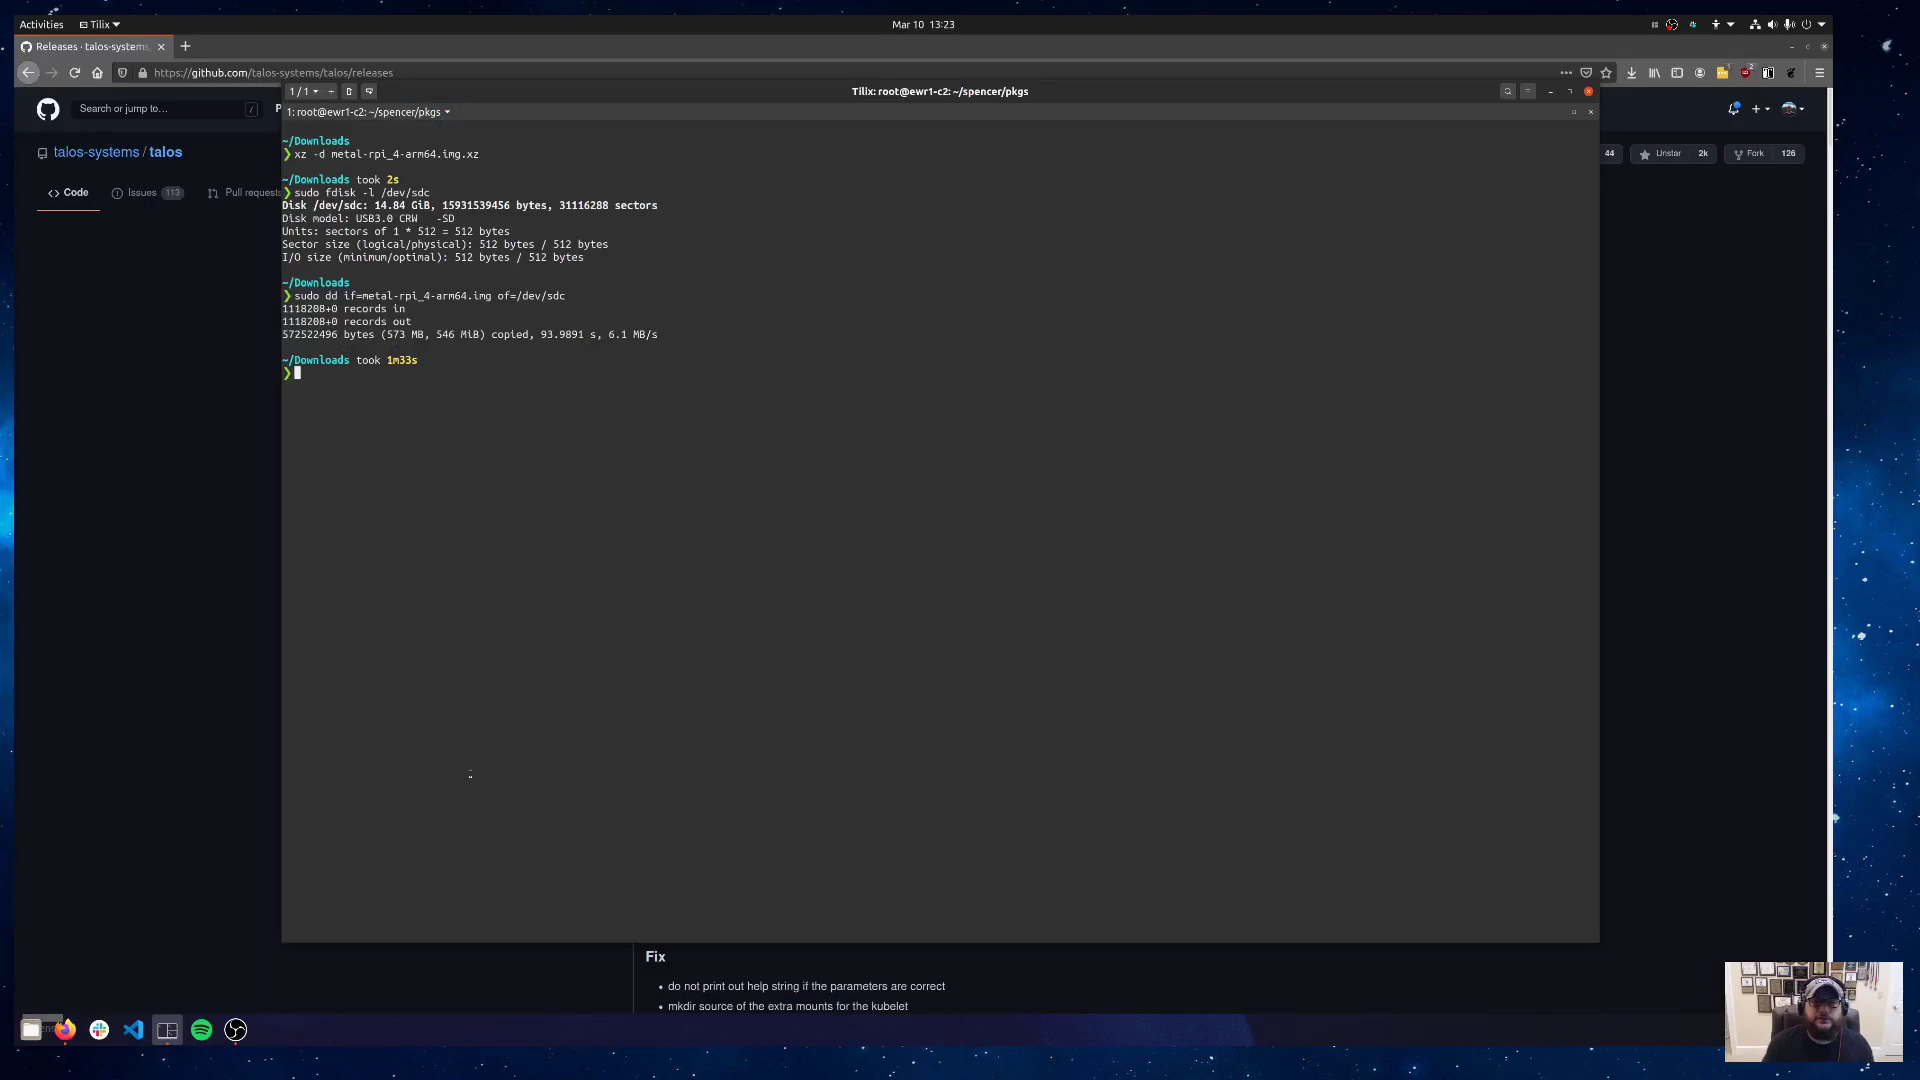 Activities
Tilix
Mar 10 13:23
Releases · talos-systems
https://github.com/talos-systems/talos/releases
1 / 1
Tilix: root@ewr1-c2: ~/spencer/pkgs
Search or jump to…
/
1: root@ewr1-c2: ~/spencer/pkgs
talos-systems / talos
44
Unstar
2k
Fork
126
Code
Issues
113
Pull requests
~/Downloads
❯ xz -d metal-rpi_4-arm64.img.xz
~/Downloads took 2s
❯ sudo fdisk -l /dev/sdc
Disk /dev/sdc: 14.84 GiB, 15931539456 bytes, 31116288 sectors
Disk model: USB3.0 CRW   -SD
Units: sectors of 1 * 512 = 512 bytes
Sector size (logical/physical): 512 bytes / 512 bytes
I/O size (minimum/optimal): 512 bytes / 512 bytes
~/Downloads
❯ sudo dd if=metal-rpi_4-arm64.img of=/dev/sdc
1118208+0 records in
1118208+0 records out
572522496 bytes (573 MB, 546 MiB) copied, 93.9891 s, 6.1 MB/s
~/Downloads took 1m33s
❯
Fix
• do not print out help string if the parameters are correct
• mkdir source of the extra mounts for the kubelet